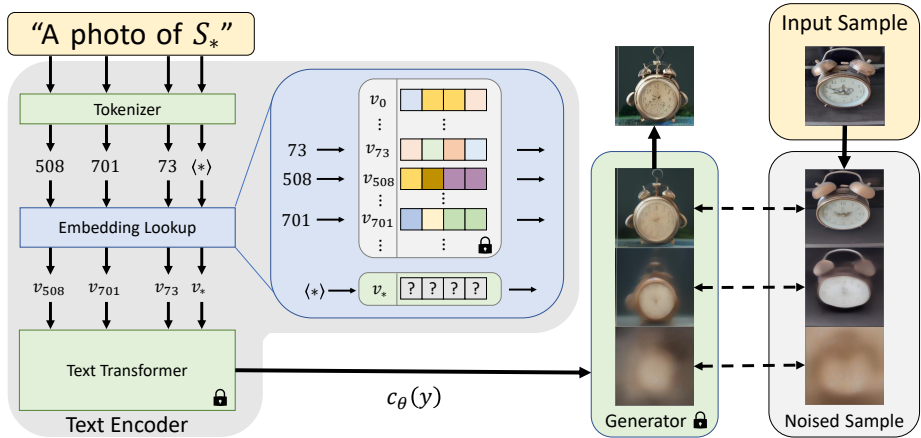 “A photo of S*”
Tokenizer
508 701 73 ⟨*⟩
Embedding Lookup
v508 v701 v73 v*
Text Transformer
Text Encoder
v0
⋮ ⋮
73 v73
508 v508
⋮ ⋮
701 v701
⋮ ⋮
⟨*⟩ v* ? ? ? ?
cθ(y)
Generator
Input Sample
Noised Sample